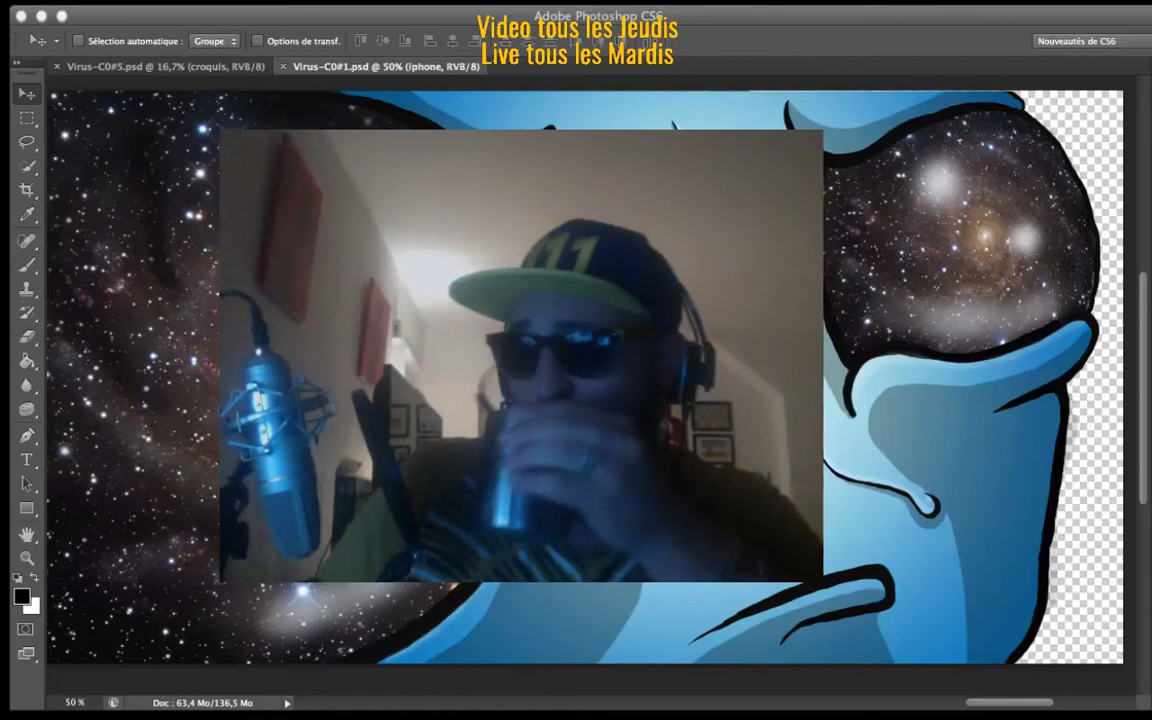 Adobe Photoshop CS6
Video tous les Jeudis
Live tous les Mardis
Sélection automatique :
Groupe
Options de transf.
Nouveautés de CS6
Virus-C0#5.psd @ 16,7% (croquis, RVB/8)
Virus-C0#1.psd @ 50% (iphone, RVB/8)
11
T
50 %
Doc : 63,4 Mo/136,5 Mo